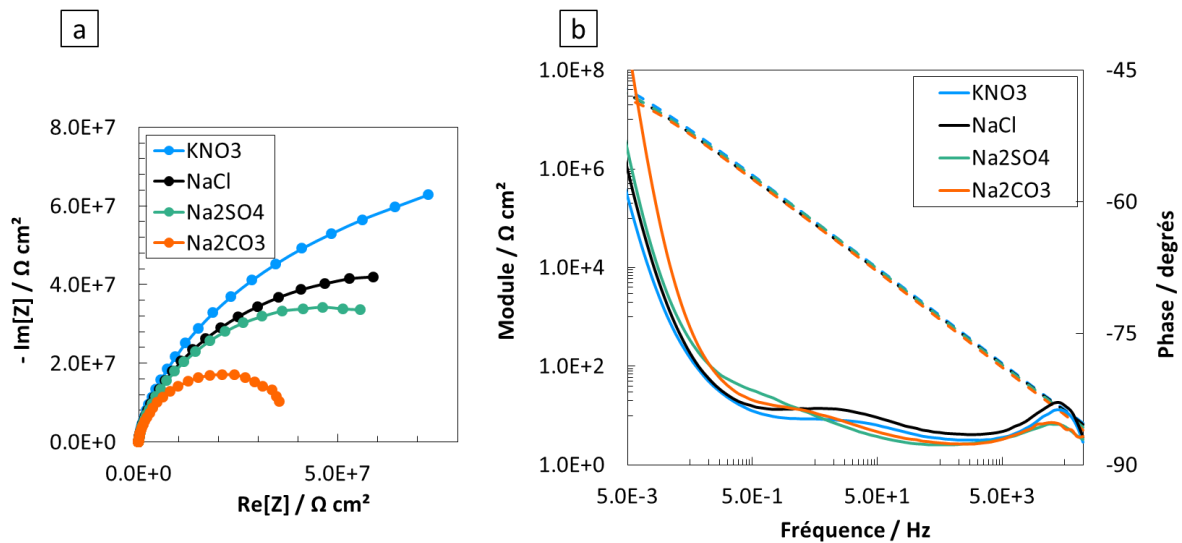 a
8.0E+7
6.0E+7
4.0E+7
2.0E+7
0.0E+0
- Im[Z] / Ω cm²
KNO3
NaCl
Na2SO4
Na2CO3
0.0E+0
5.0E+7
Re[Z] / Ω cm²
b
1.0E+8
1.0E+6
1.0E+4
1.0E+2
1.0E+0
Module / Ω cm²
KNO3
NaCl
Na2SO4
Na2CO3
-45
-60
-75
-90
Phase / degrés
5.0E-3
5.0E-1
5.0E+1
5.0E+3
Fréquence / Hz